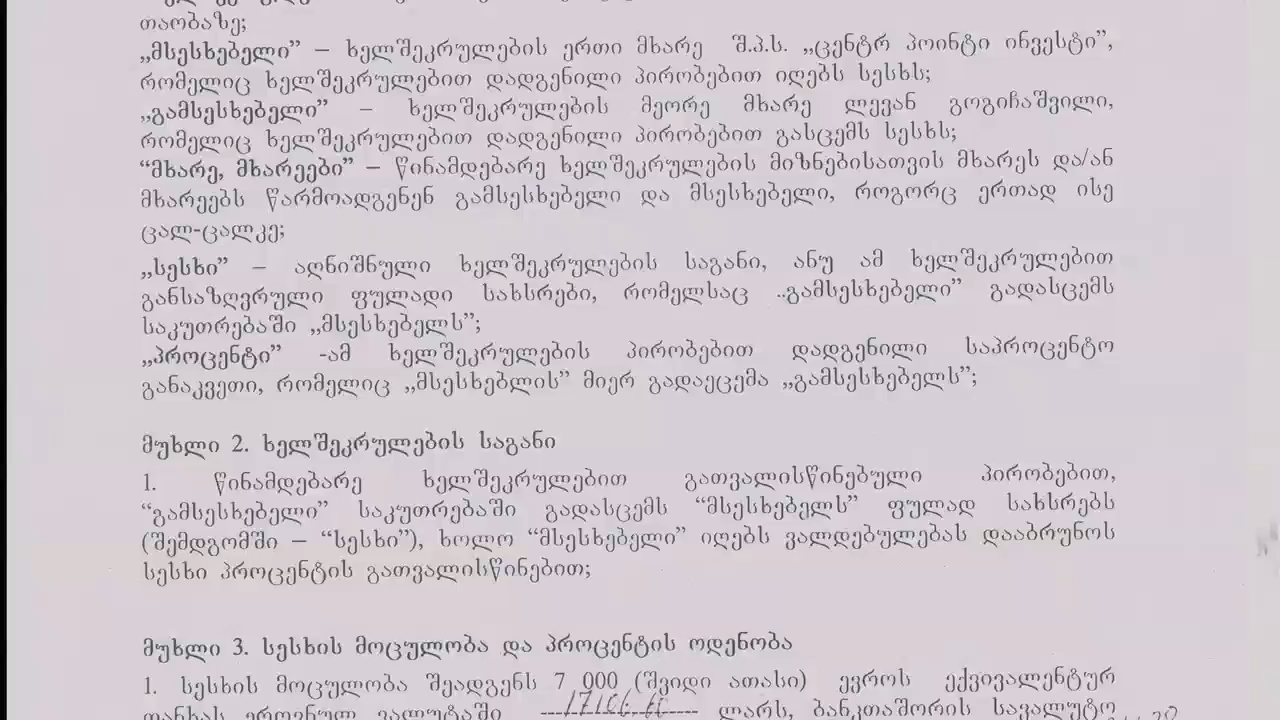 თაობაზე;
„მსესხებელი” – ხელშეკრულების ერთი მხარე შ.პ.ს. „ცენტრ პოინტი ინვესტი”,
რომელიც ხელშეკრულებით დადგენილი პირობებით იღებს სესხს;
„გამსესხებელი” – ხელშეკრულების მეორე მხარე ლევან გოგიჩაშვილი,
რომელიც ხელშეკრულებით დადგენილი პირობებით გასცემს სესხს;
“მხარე, მხარეები” – წინამდებარე ხელშეკრულების მიზნებისათვის მხარეს და/ან
მხარეებს წარმოადგენენ გამსესხებელი და მსესხებელი, როგორც ერთად ისე
ცალ-ცალკე;
„სესხი” – აღნიშნული ხელშეკრულების საგანი, ანუ ამ ხელშეკრულებით
განსაზღვრული ფულადი სახსრები, რომელსაც „გამსესხებელი” გადასცემს
საკუთრებაში „მსესხებელს”;
„პროცენტი” -ამ ხელშეკრულების პირობებით დადგენილი საპროცენტო
განაკვეთი, რომელიც „მსესხებლის” მიერ გადაეცემა „გამსესხებელს”;
მუხლი 2. ხელშეკრულების საგანი
1. წინამდებარე ხელშეკრულებით გათვალისწინებული პირობებით,
“გამსესხებელი” საკუთრებაში გადასცემს “მსესხებელს” ფულად სახსრებს
(შემდგომში – “სესხი”), ხოლო “მსესხებელი” იღებს ვალდებულებას დააბრუნოს
სესხი პროცენტის გათვალისწინებით;
მუხლი 3. სესხის მოცულობა და პროცენტის ოდენობა
1. სესხის მოცულობა შეადგენს 7 000 (შვიდი ათასი) ევროს ექვივალენტურ
თანხას ეროვნულ ვალუტაში ლარს, ბანკთაშორის სავალუტო